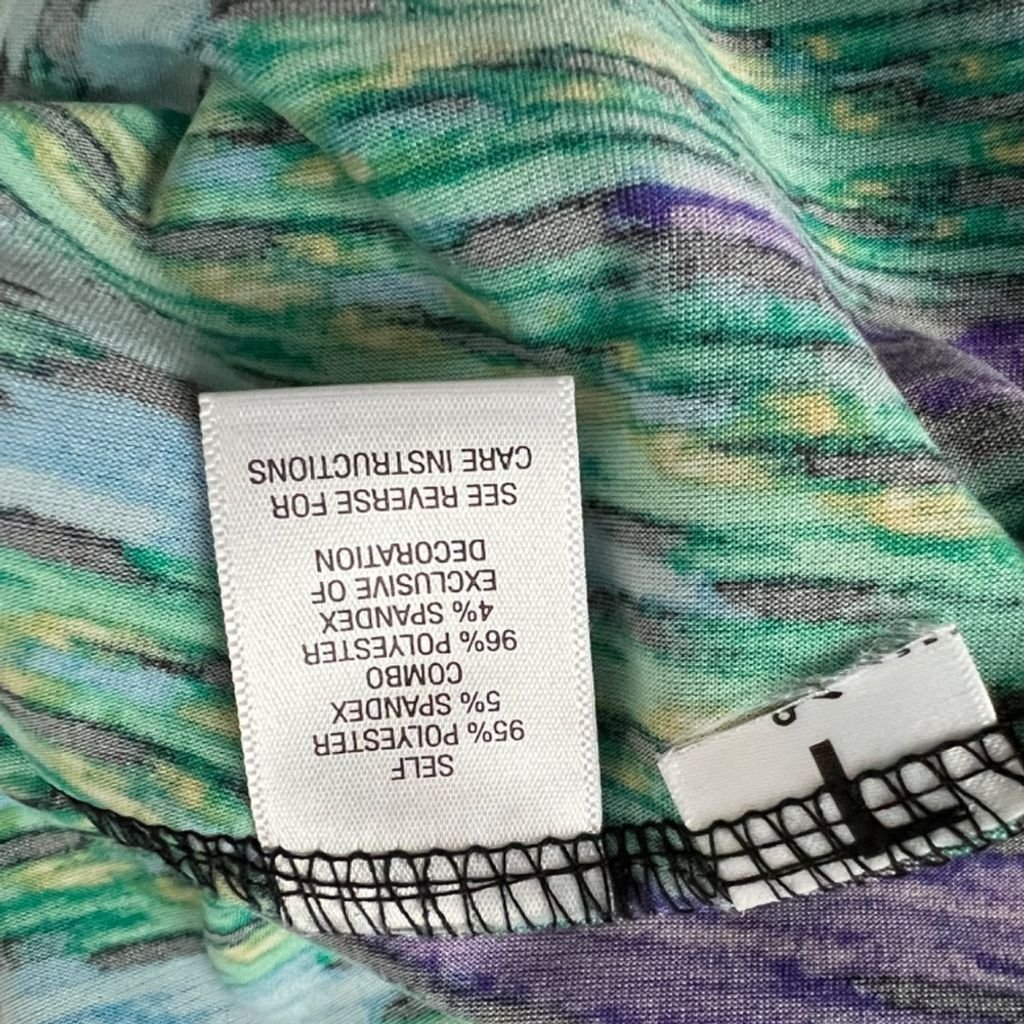 SELF
95% POLYESTER
5% SPANDEX
COMBO
96% POLYESTER
4% SPANDEX
EXCLUSIVE OF
DECORATION
SEE REVERSE FOR
CARE INSTRUCTIONS
L